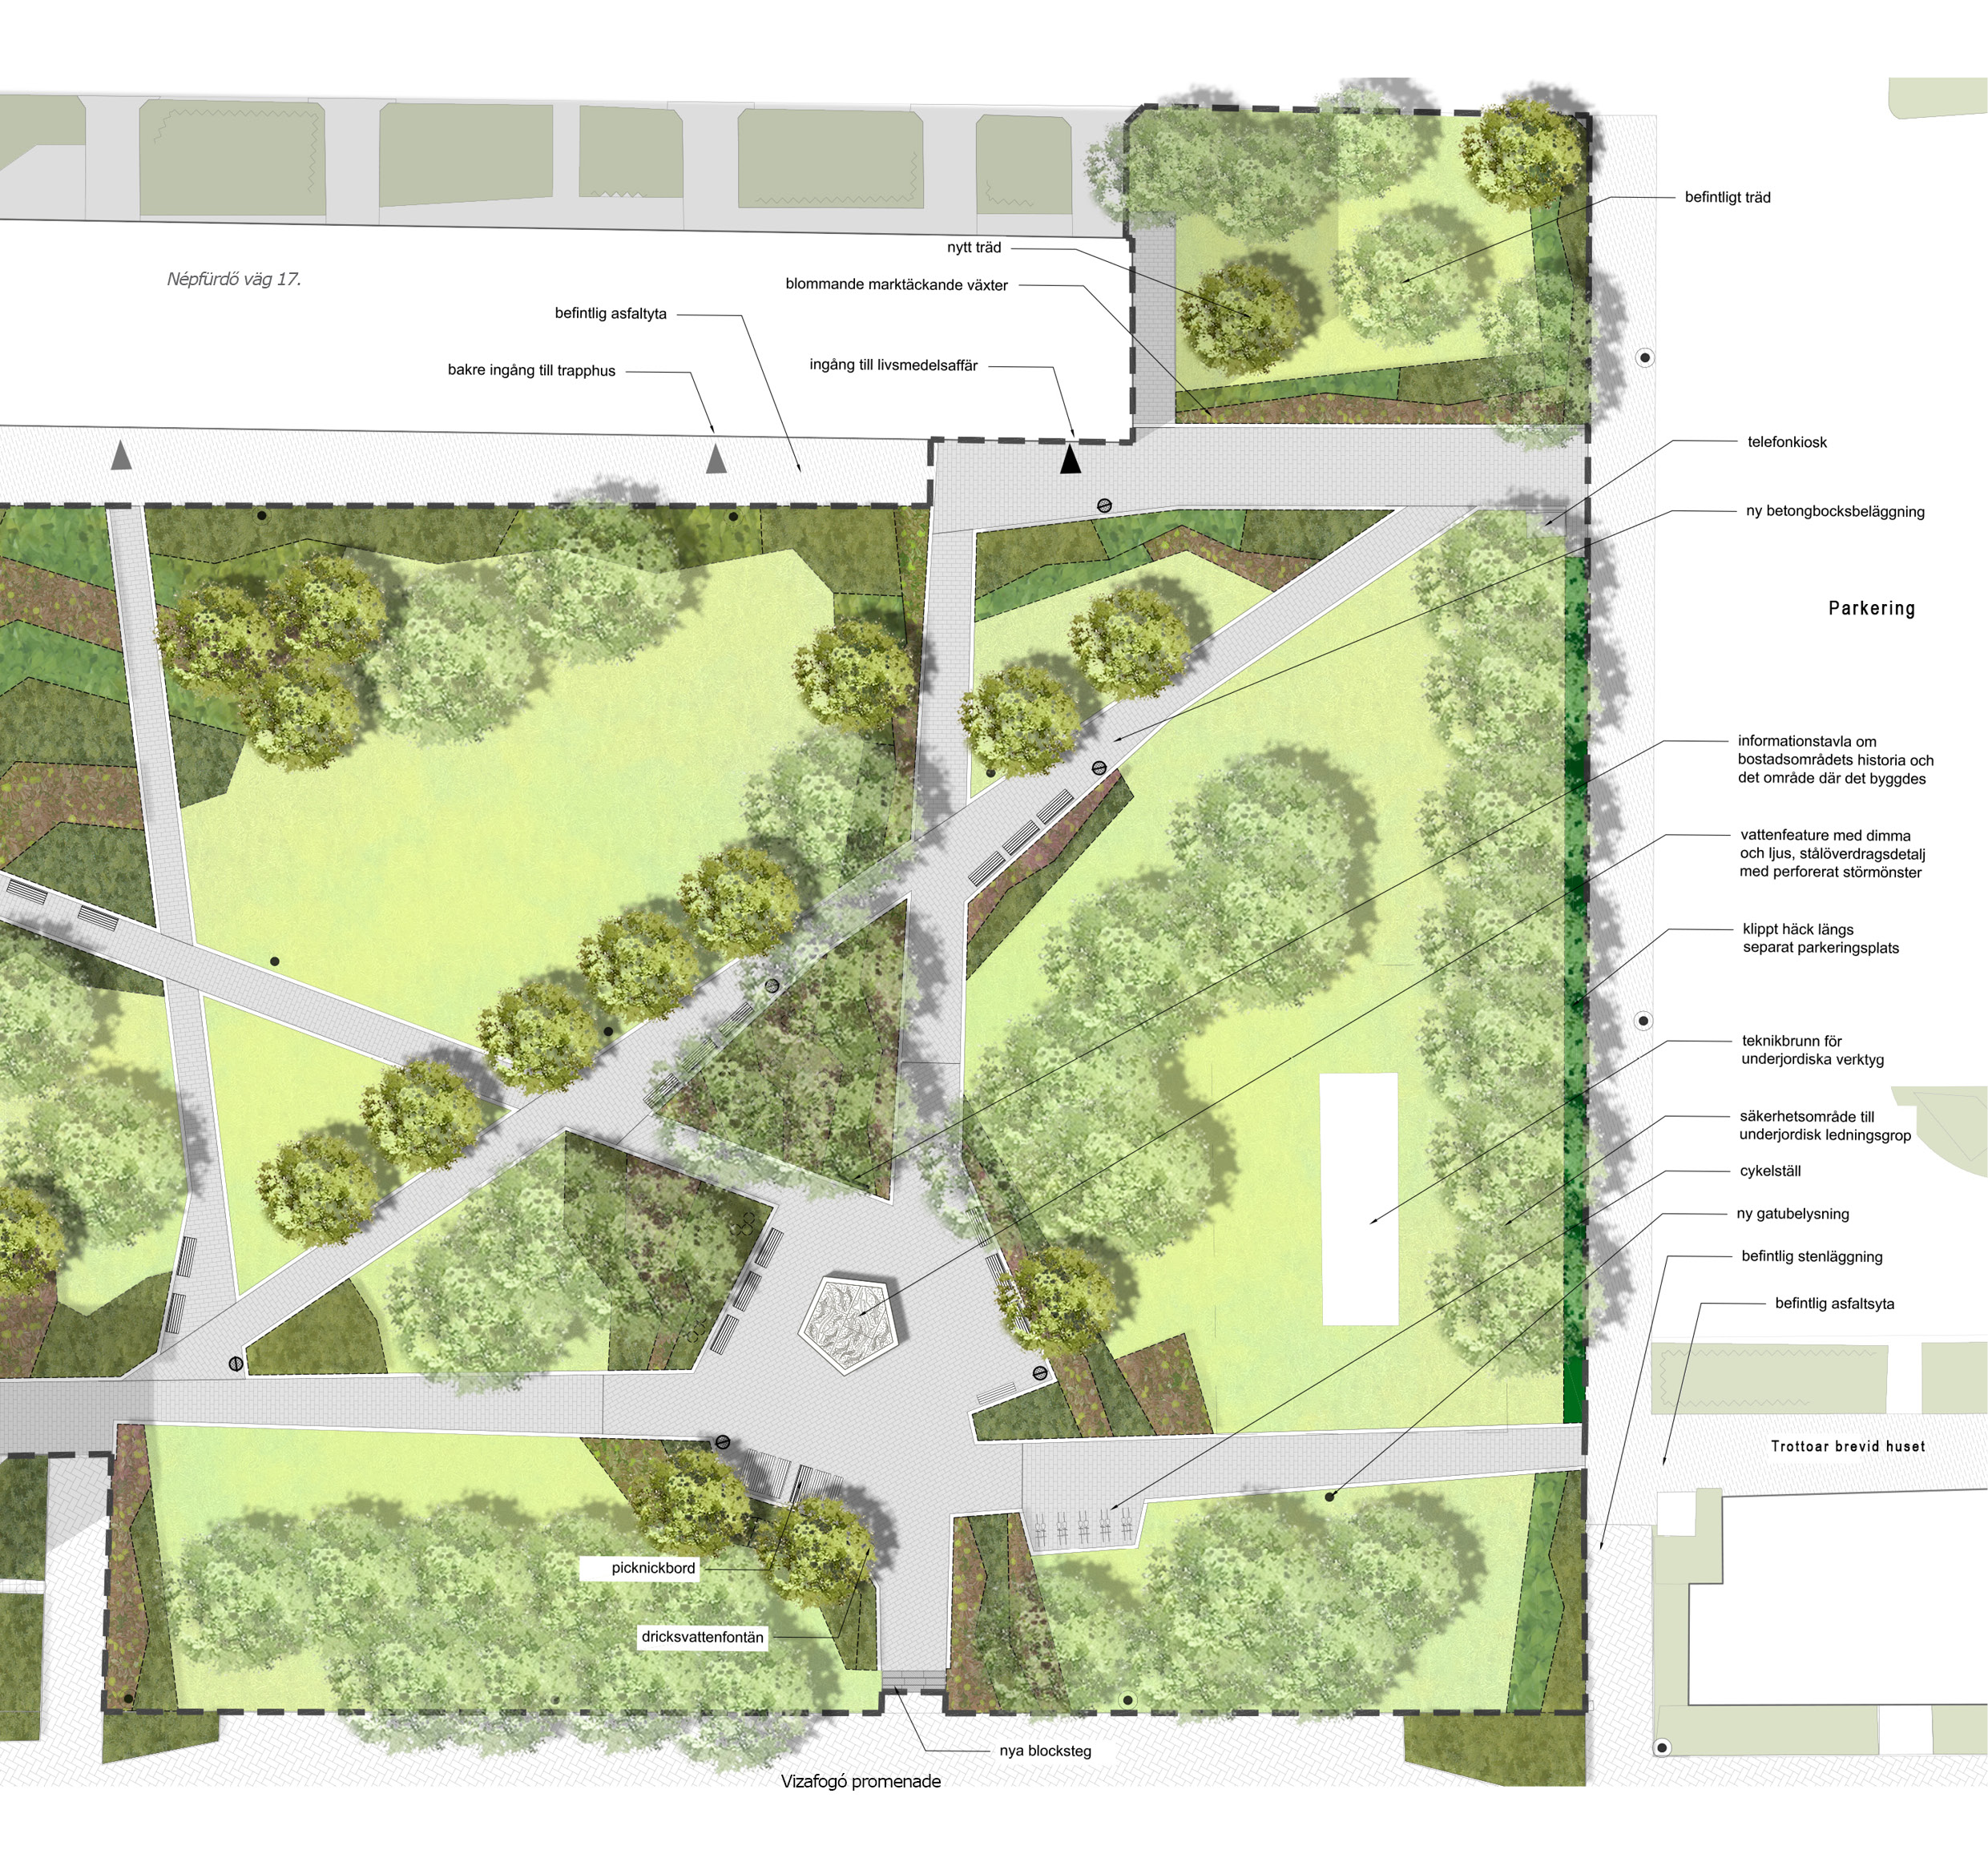 befintligt träd
nytt träd
Népfürdő väg 17.
blommande marktäckande växter
befintlig asfaltyta
bakre ingång till trapphus
ingång till livsmedelsaffär
telefonkiosk
ny betongbocksbeläggning
Parkering
informationstavla om
bostadsområdets historia och
det område där det byggdes
vattenfeature med dimma
och ljus, stålöverdragsdetalj
med perforerat störmönster
klippt häck längs
separat parkeringsplats
teknikbrunn för
underjordiska verktyg
säkerhetsområde till
underjordisk ledningsgrop
cykelställ
ny gatubelysning
befintlig stenläggning
befintlig asfaltsyta
Trottoar brevid huset
picknickbord
dricksvattenfontän
nya blocksteg
Vizafogó promenade